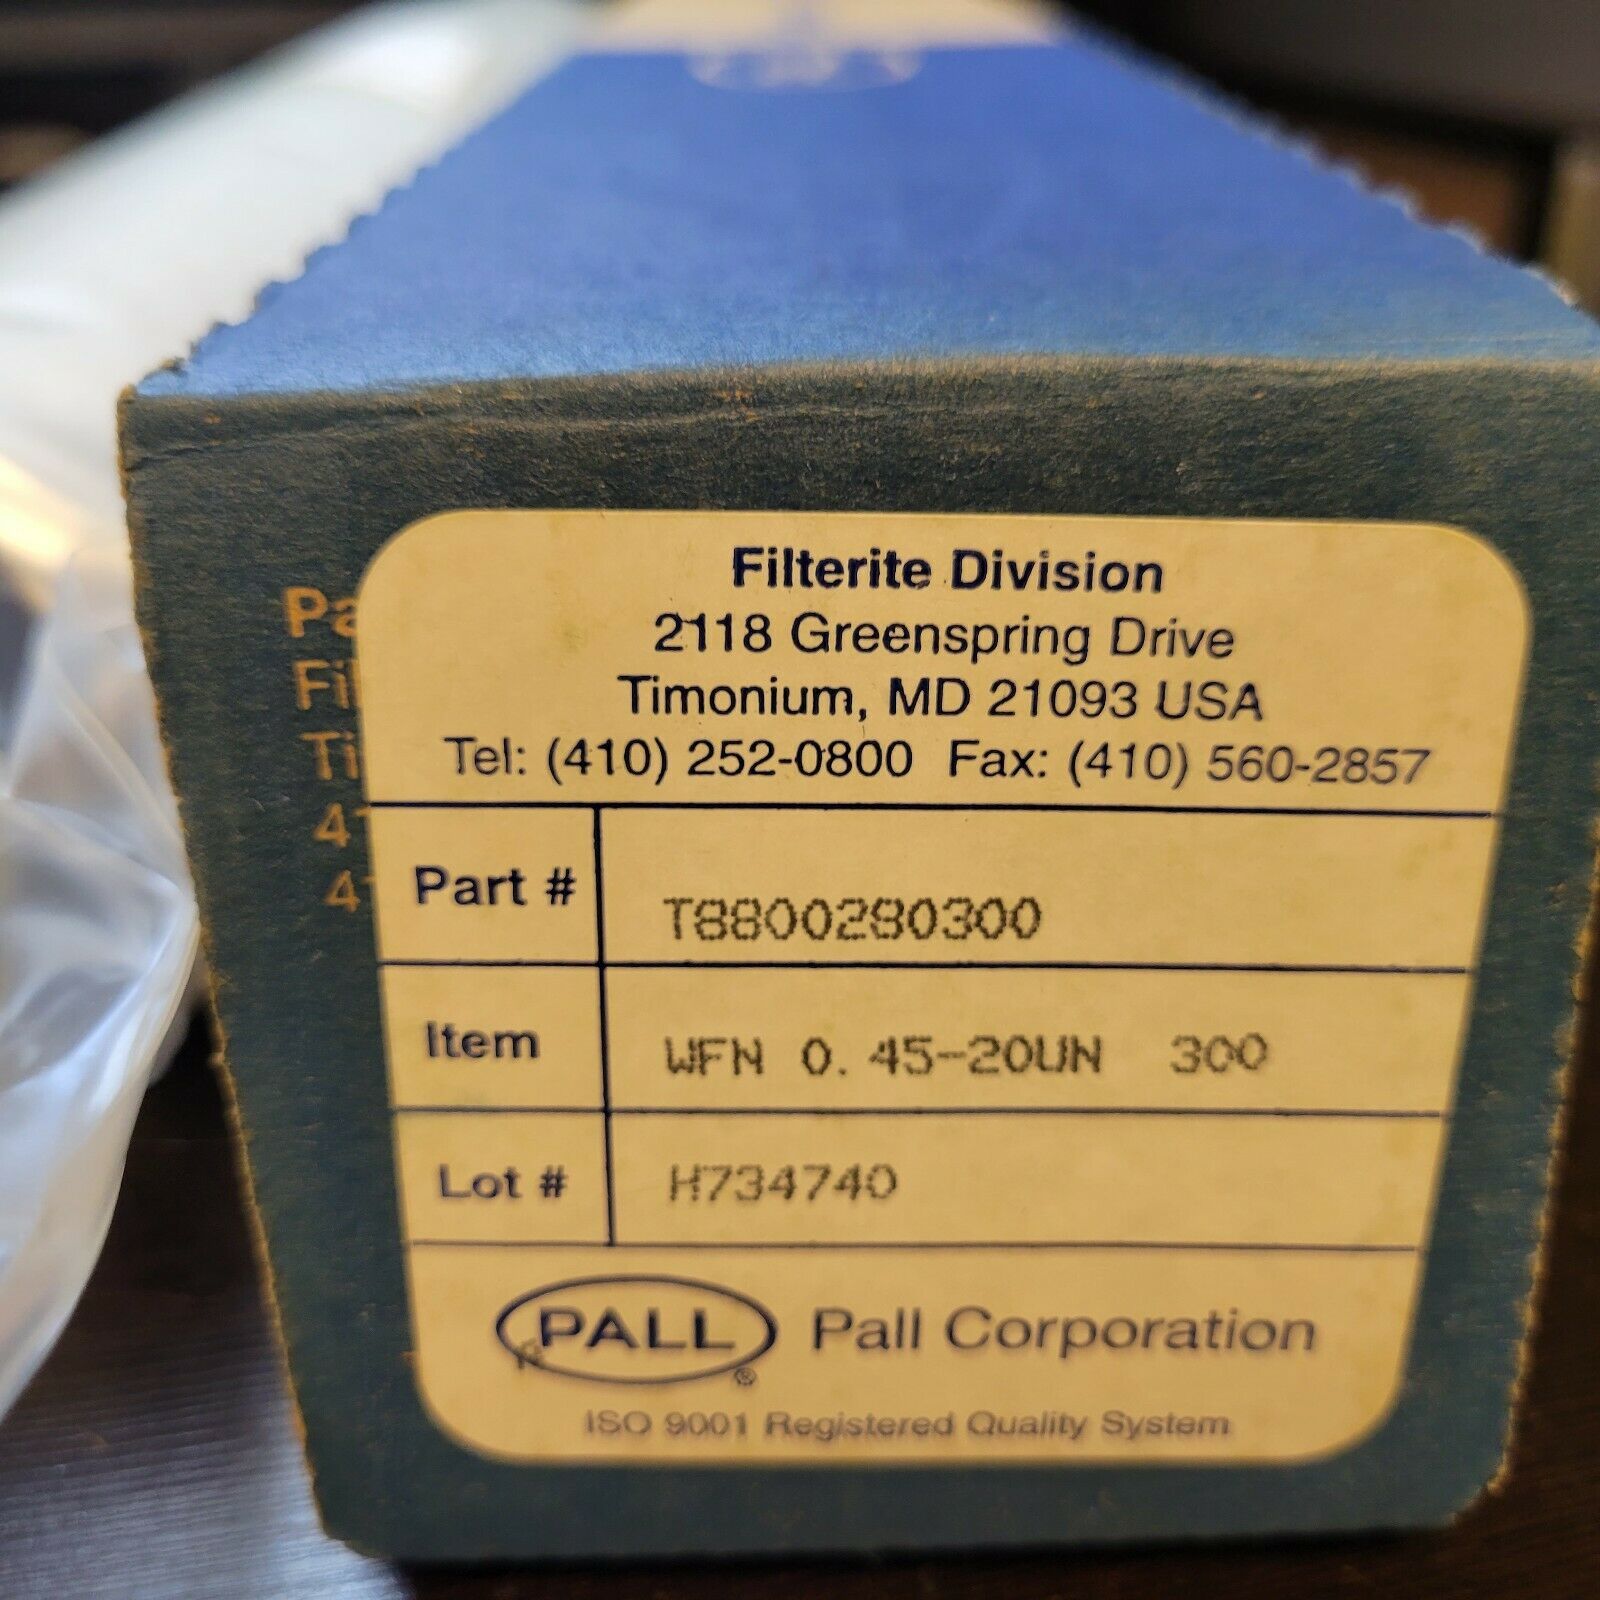 Filterite Division
2118 Greenspring Drive
Timonium, MD 21093 USA
Tel: (410) 252-0800 Fax: (410) 560-2857
Part # T8800280300
Item WFN 0.45-20UN 300
Lot # H734740
PALL ® Pall Corporation
ISO 9001 Registered Quality System